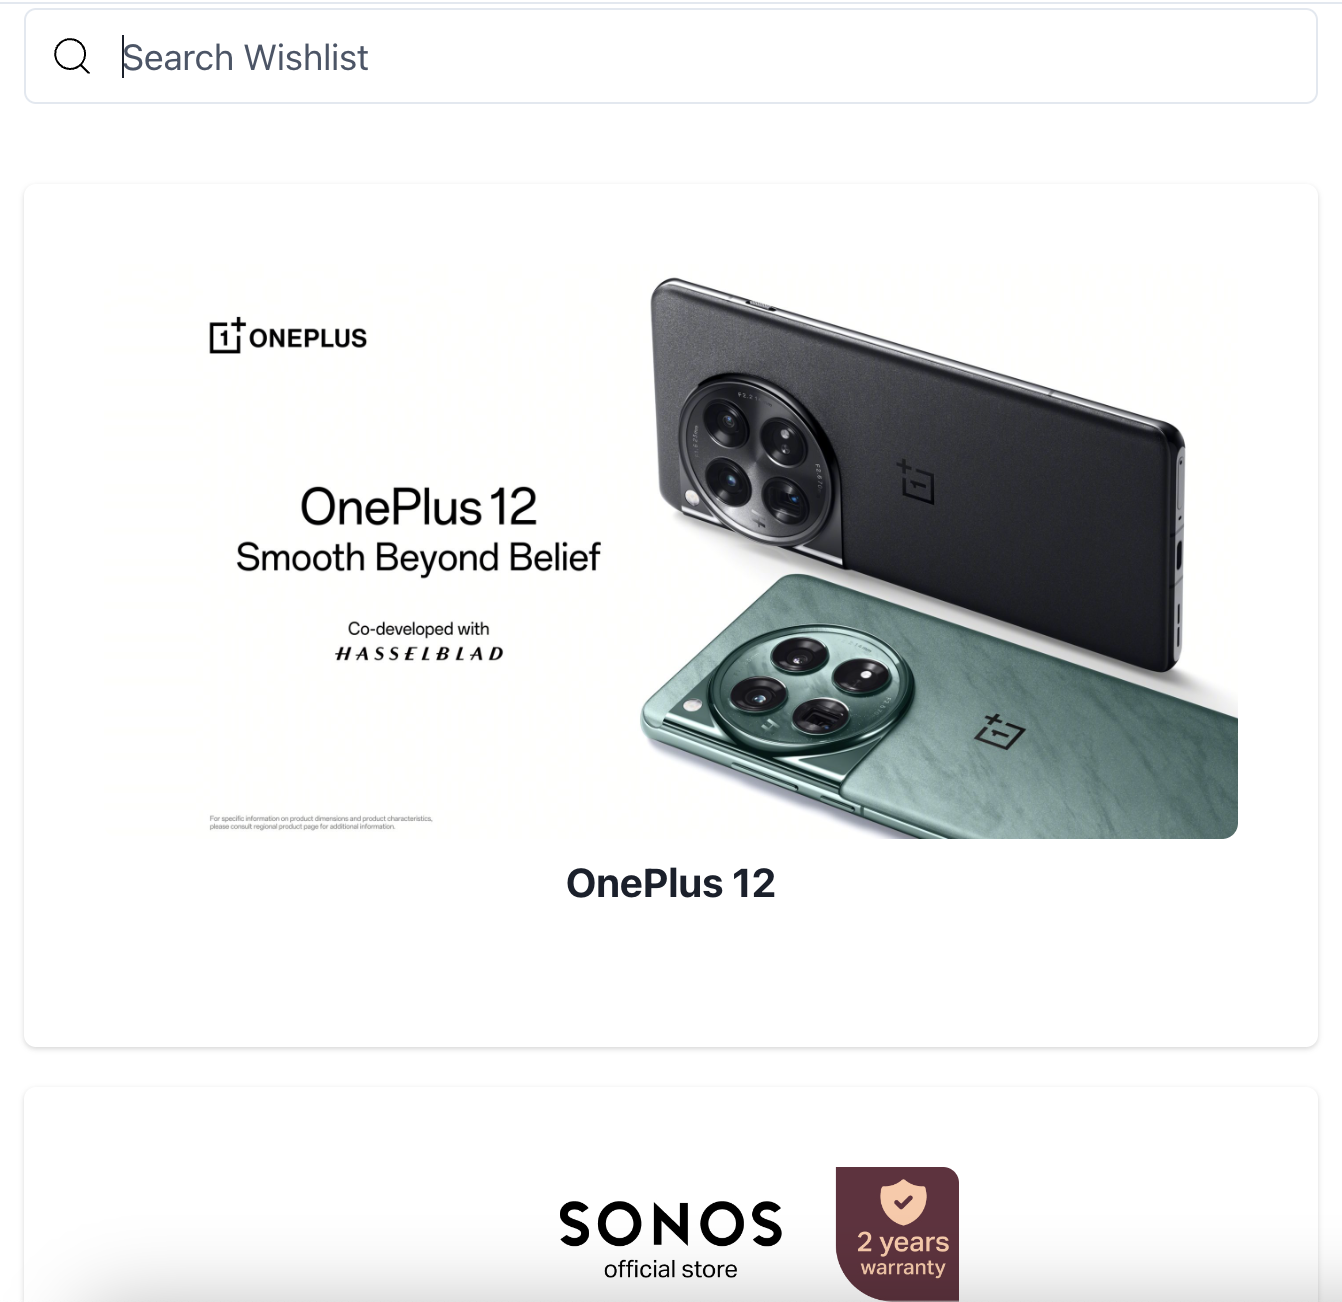 Search Wishlist
ONEPLUS
OnePlus 12
Smooth Beyond Belief
Co-developed with
HASSELBLAD
For specific information on product dimensions and product characteristics,
please consult regional product page for additional information.
OnePlus 12
SONOS
official store
2 years
warranty